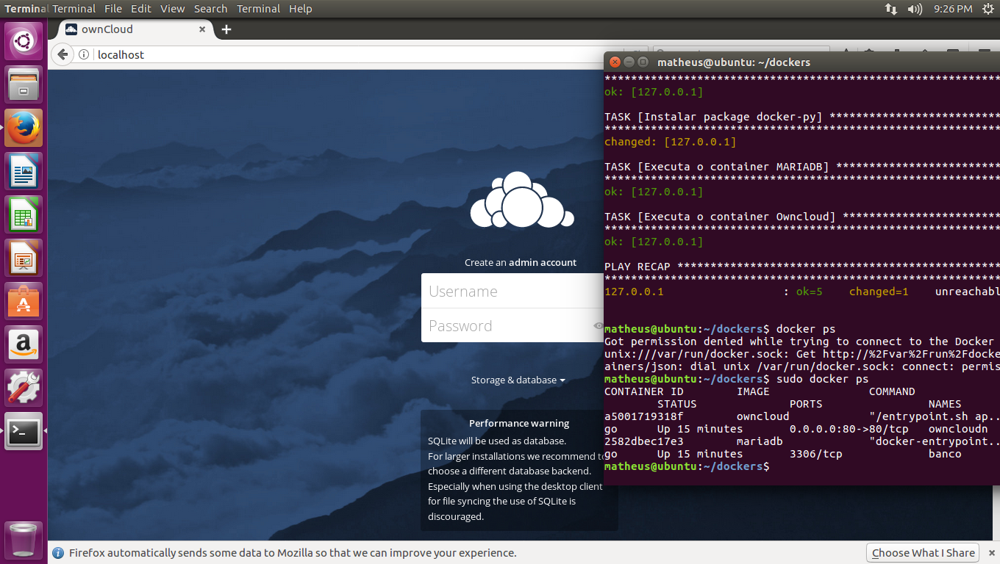 Terminal Terminal File Edit View Search Terminal Help 9:26 PM
ownCloud
localhost
matheus@ubuntu: ~/dockers
Create an admin account
Username
Password
Storage & database
Performance warning
SQLite will be used as database.
For larger installations we recommend to
choose a different database backend.
Especially when using the desktop client
for file syncing the use of SQLite is
discouraged.
************************************************************
ok: [127.0.0.1]
TASK [Instalar package docker-py] **************************
************************************************************
changed: [127.0.0.1]
TASK [Executa o container MARIADB] *************************
************************************************************
ok: [127.0.0.1]
TASK [Executa o container Owncloud] ************************
************************************************************
ok: [127.0.0.1]
PLAY RECAP *************************************************
************************************************************
127.0.0.1 : ok=5 changed=1 unreachabl
matheus@ubuntu:~/dockers$ docker ps
Got permission denied while trying to connect to the Docker
unix:///var/run/docker.sock: Get http://%2Fvar%2Frun%2Fdocke
ainers/json: dial unix /var/run/docker.sock: connect: permis
matheus@ubuntu:~/dockers$ sudo docker ps
CONTAINER ID IMAGE COMMAND
STATUS PORTS NAMES
a5001719318f owncloud "/entrypoint.sh ap..
go Up 15 minutes 0.0.0.0:80->80/tcp owncloudn
2582dbec17e3 mariadb "docker-entrypoint..
go Up 15 minutes 3306/tcp banco
matheus@ubuntu:~/dockers$
Firefox automatically sends some data to Mozilla so that we can improve your experience.
Choose What I Share